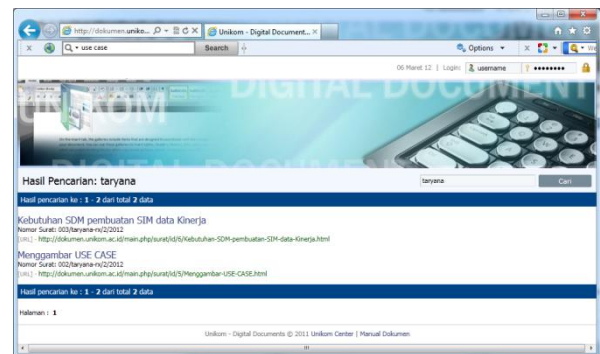 http://dokumen.uniko...
Unikom - Digital Document...
use case
Search
Options
06 Maret 12 | Login: username
DIGITAL DOCUMENT
UNIKOM
Hasil Pencarian: taryana
taryana
Cari
Hasil pencarian ke : 1 - 2 dari total 2 data
Kebutuhan SDM pembuatan SIM data Kinerja
Nomor Surat: 003/taryana-rx/2/2012
[URL] - http://dokumen.unikom.ac.id/main.php/surat/id/6/Kebutuhan-SDM-pembuatan-SIM-data-Kinerja.html
Menggambar USE CASE
Nomor Surat: 002/taryana-rx/2/2012
[URL] - http://dokumen.unikom.ac.id/main.php/surat/id/5/Menggambar-USE-CASE.html
Hasil pencarian ke : 1 - 2 dari total 2 data
Halaman : 1
Unikom - Digital Documents © 2011 Unikom Center | Manual Dokumen